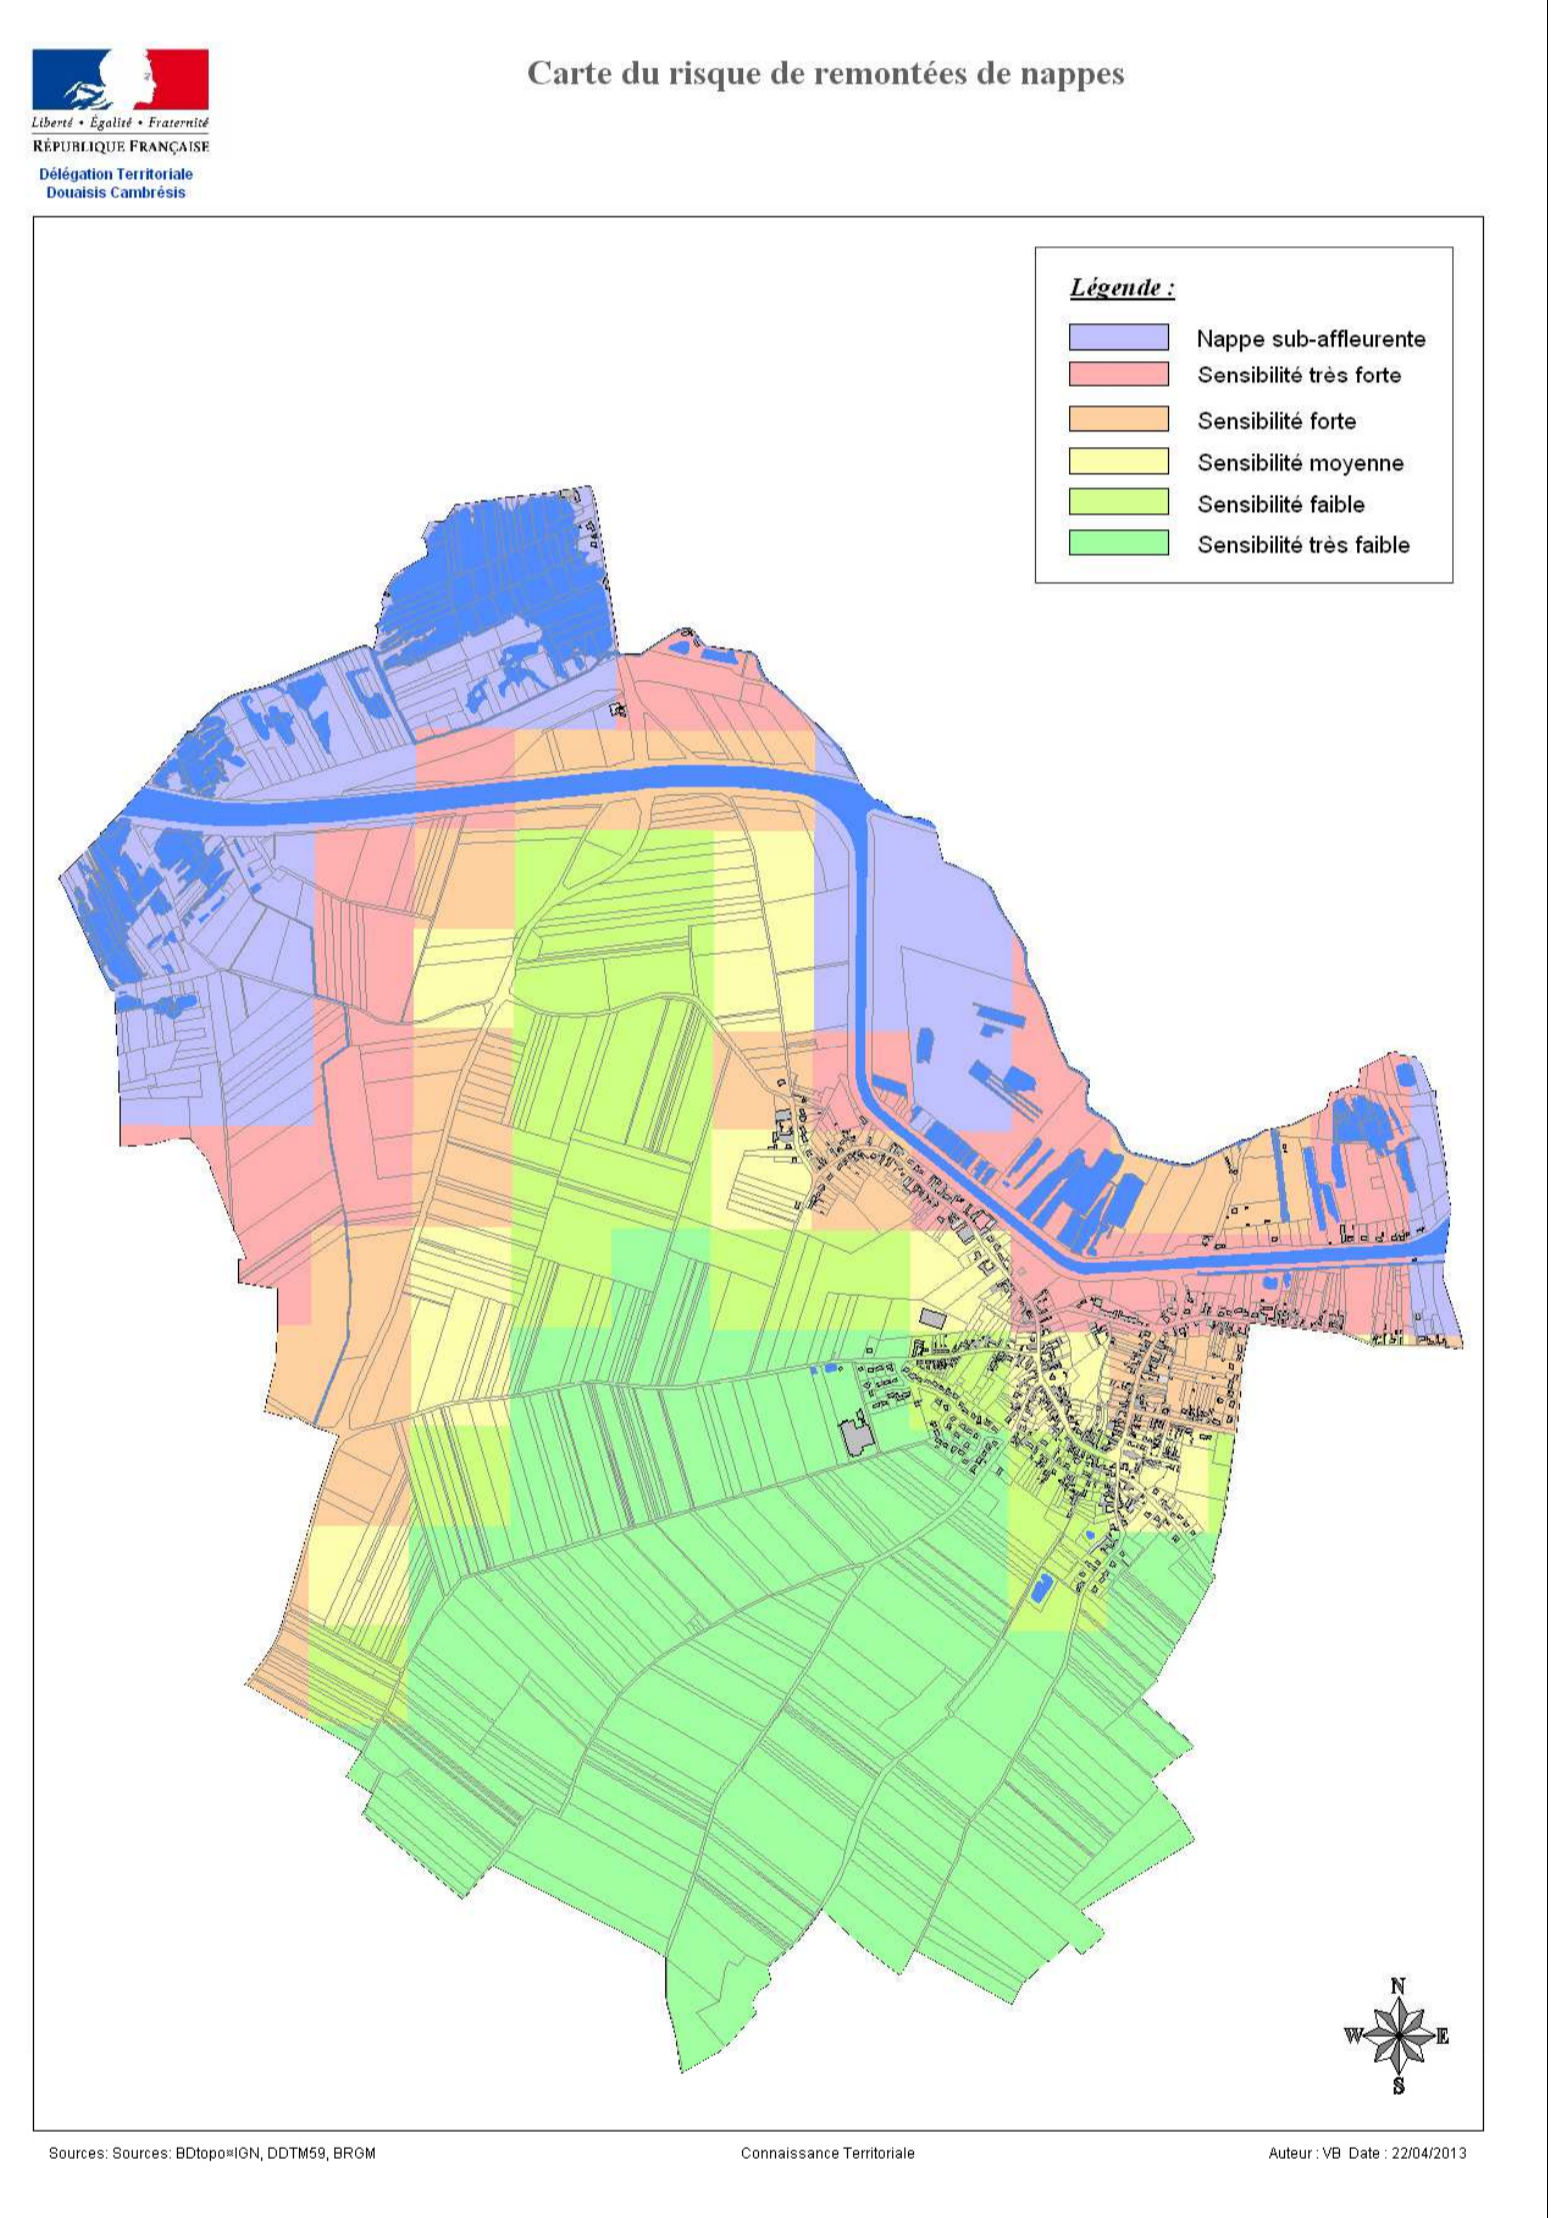 Carte du risque de remontées de nappes
Liberté • Égalité • Fraternité
RÉPUBLIQUE FRANÇAISE
Délégation Territoriale
Douaisis Cambrésis
Légende :
Nappe sub-affleurente
Sensibilité très forte
Sensibilité forte
Sensibilité moyenne
Sensibilité faible
Sensibilité très faible
N
W E
S
Sources: Sources: BDtopo¤IGN, DDTM59, BRGM
Connaissance Territoriale
Auteur : VB Date : 22/04/2013